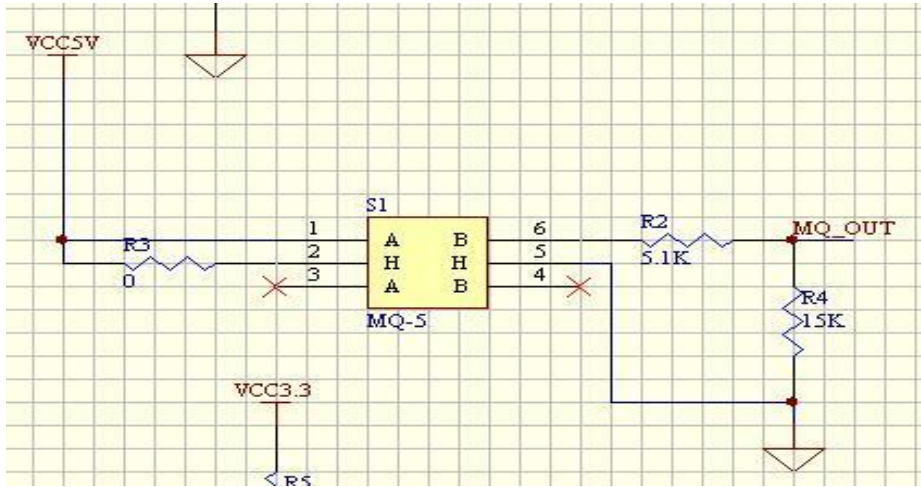 VCC5V
S1
1
6
R2
MQ_OUT
A
B
R3
2
5
5.1K
H
H
0
3
4
A
B
R4
15K
MQ-5
VCC3.3
R5